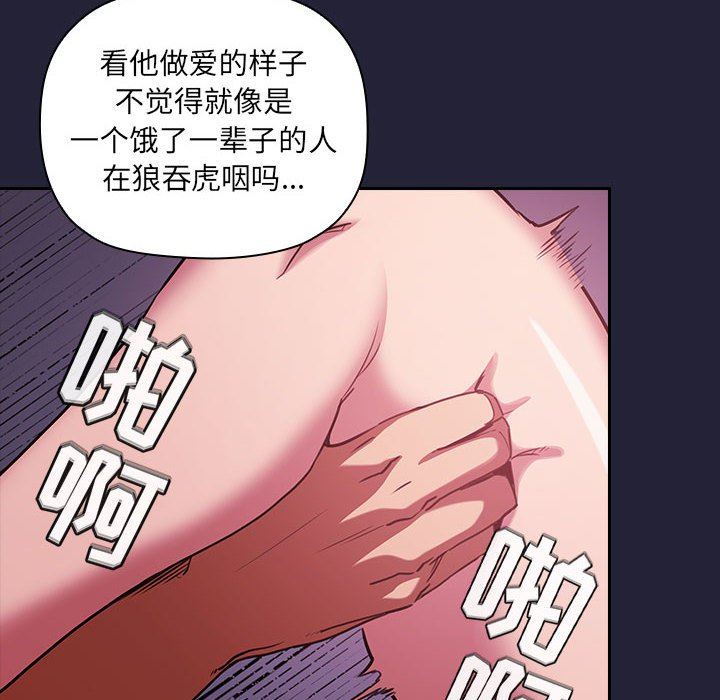 看他做爱的样子
不觉得就像是
一个饿了一辈子的人
在狼吞虎咽吗...
啪
啊
啪
啊